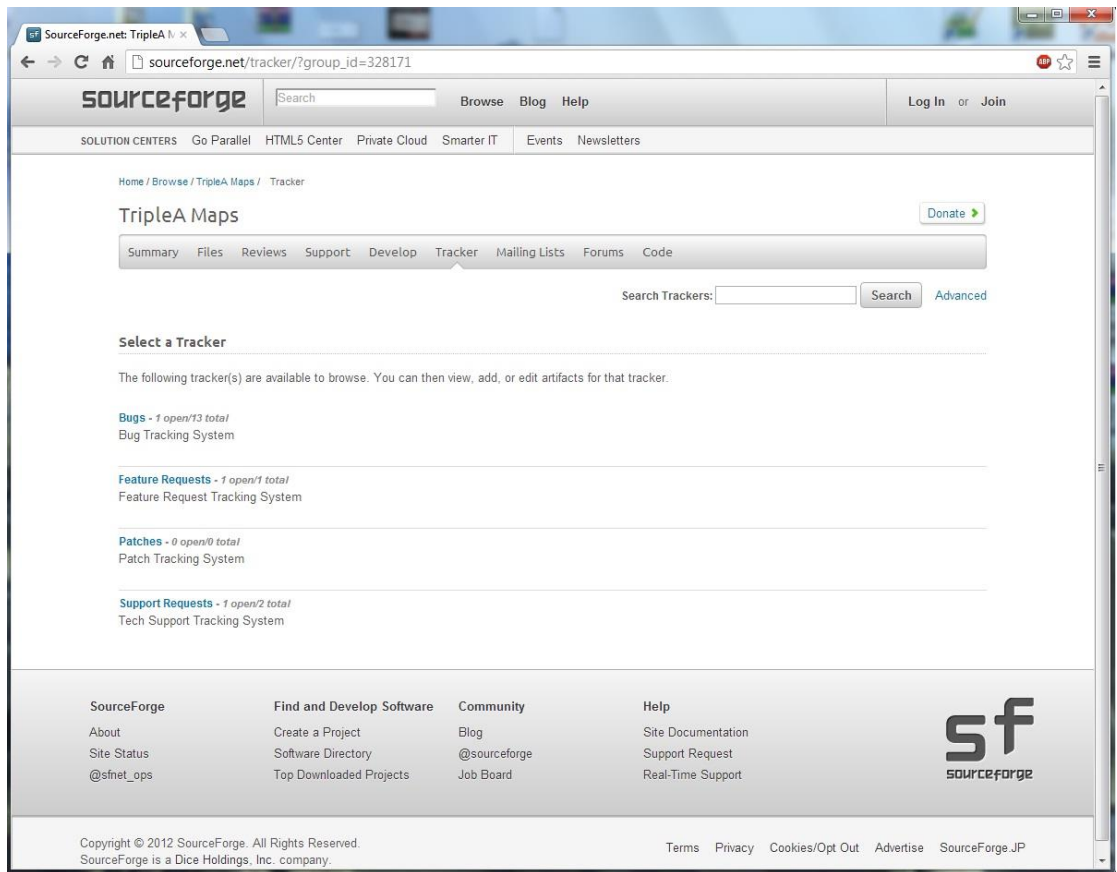 SourceForge.net: TripleA M
sourceforge.net/tracker/?group_id=328171
ABP
sourceforge Search Browse Blog Help Log In or Join
SOLUTION CENTERS Go Parallel HTML5 Center Private Cloud Smarter IT Events Newsletters
Home / Browse / TripleA Maps / Tracker
TripleA Maps
Donate
Summary Files Reviews Support Develop Tracker Mailing Lists Forums Code
Search Trackers: Search Advanced
Select a Tracker
The following tracker(s) are available to browse. You can then view, add, or edit artifacts for that tracker.
Bugs - 1 open/13 total
Bug Tracking System
Feature Requests - 1 open/1 total
Feature Request Tracking System
Patches - 0 open/0 total
Patch Tracking System
Support Requests - 1 open/2 total
Tech Support Tracking System
SourceForge
About
Site Status
@sfnet_ops
Find and Develop Software
Create a Project
Software Directory
Top Downloaded Projects
Community
Blog
@sourceforge
Job Board
Help
Site Documentation
Support Request
Real-Time Support
sf
sourceforge
Copyright © 2012 SourceForge. All Rights Reserved.
SourceForge is a Dice Holdings, Inc. company.
Terms Privacy Cookies/Opt Out Advertise SourceForge.JP